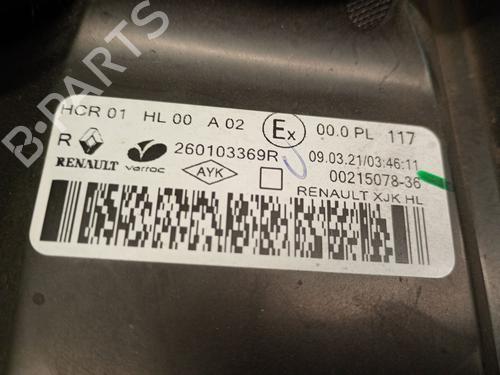 B-PARTS
HCR 01 HL 00 A 02 Ex 00.0 PL 117
R RENAULT varroc 260103369R AYK 09.03.21/03:46:11
00215078-36
RENAULT XJK HL